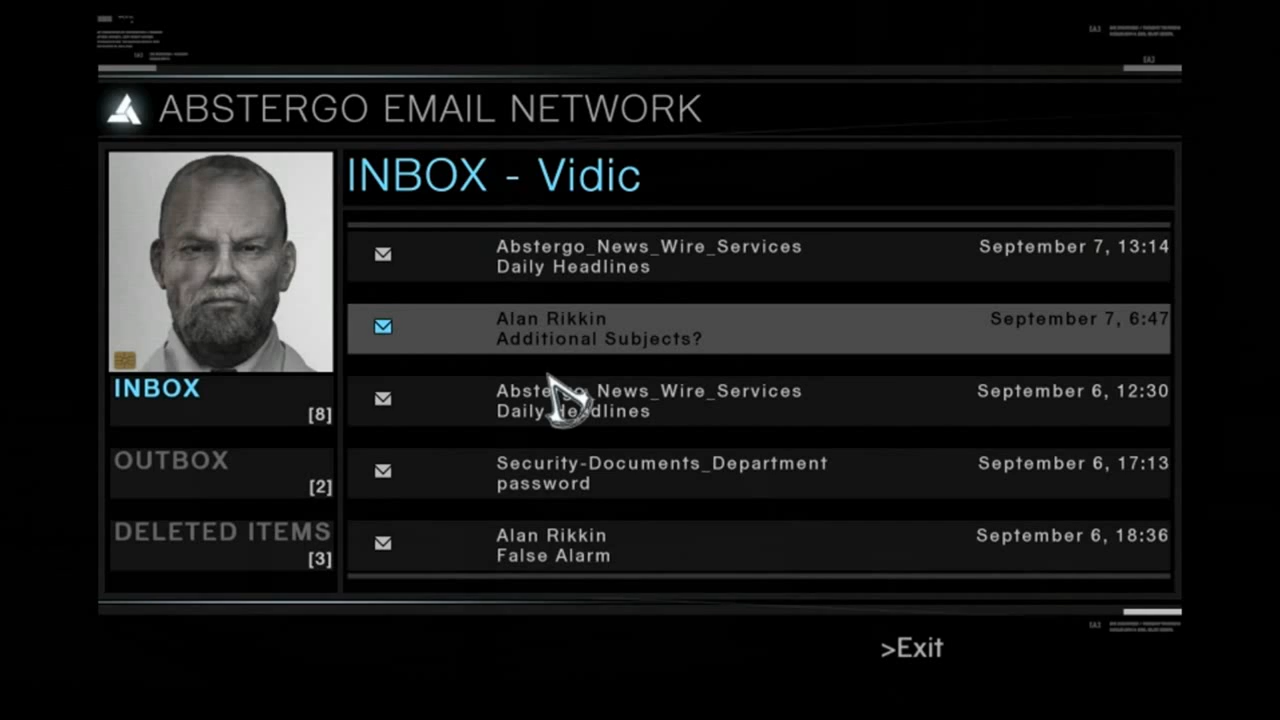 ABSTERGO EMAIL NETWORK
INBOX - Vidic
Abstergo_News_Wire_Services September 7, 13:14
Daily Headlines
Alan Rikkin September 7, 6:47
Additional Subjects?
Abstergo_News_Wire_Services September 6, 12:30
Daily Headlines
Security-Documents_Department September 6, 17:13
password
Alan Rikkin September 6, 18:36
False Alarm
INBOX
[8]
OUTBOX
[2]
DELETED ITEMS
[3]
>Exit